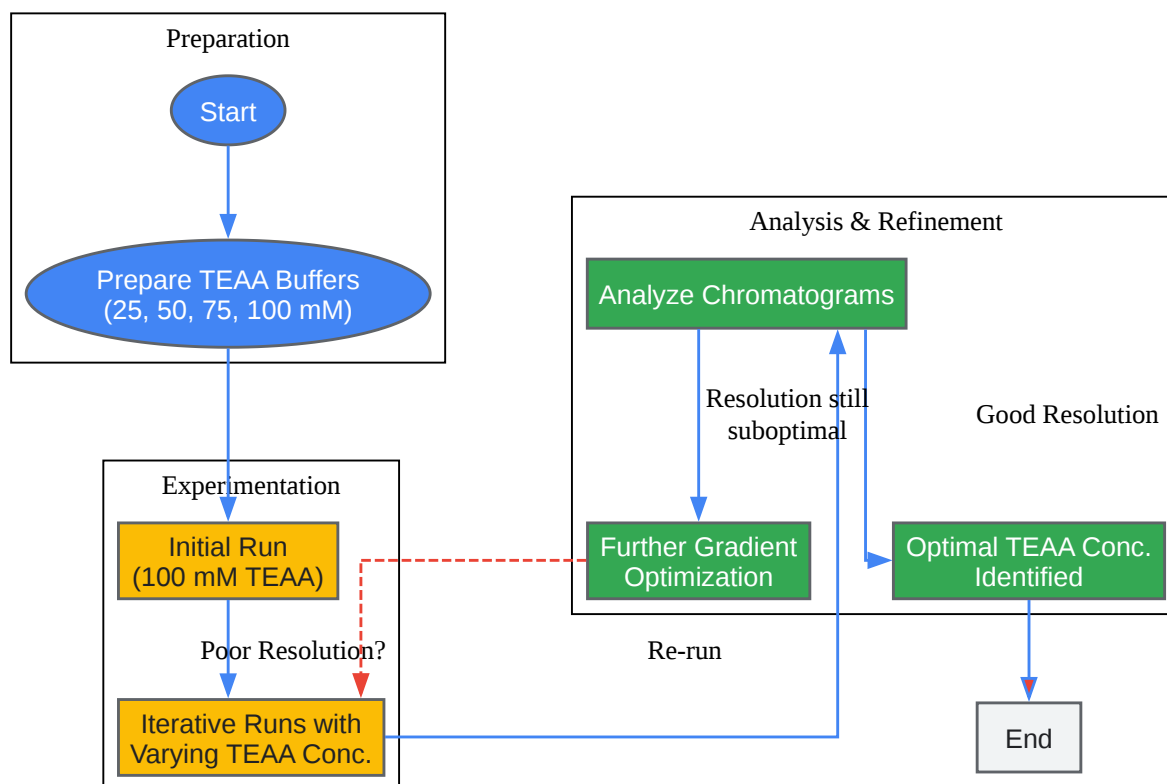 Preparation
Start
Prepare TEAA Buffers
(25, 50, 75, 100 mM)
Experimentation
Initial Run
(100 mM TEAA)
Poor Resolution?
Iterative Runs with
Varying TEAA Conc.
Analysis & Refinement
Analyze Chromatograms
Resolution still
suboptimal
Good Resolution
Further Gradient
Optimization
Optimal TEAA Conc.
Identified
Re-run
End